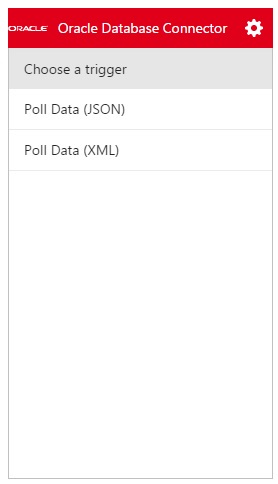 ORACLE Oracle Database Connector
Choose a trigger
Poll Data (JSON)
Poll Data (XML)